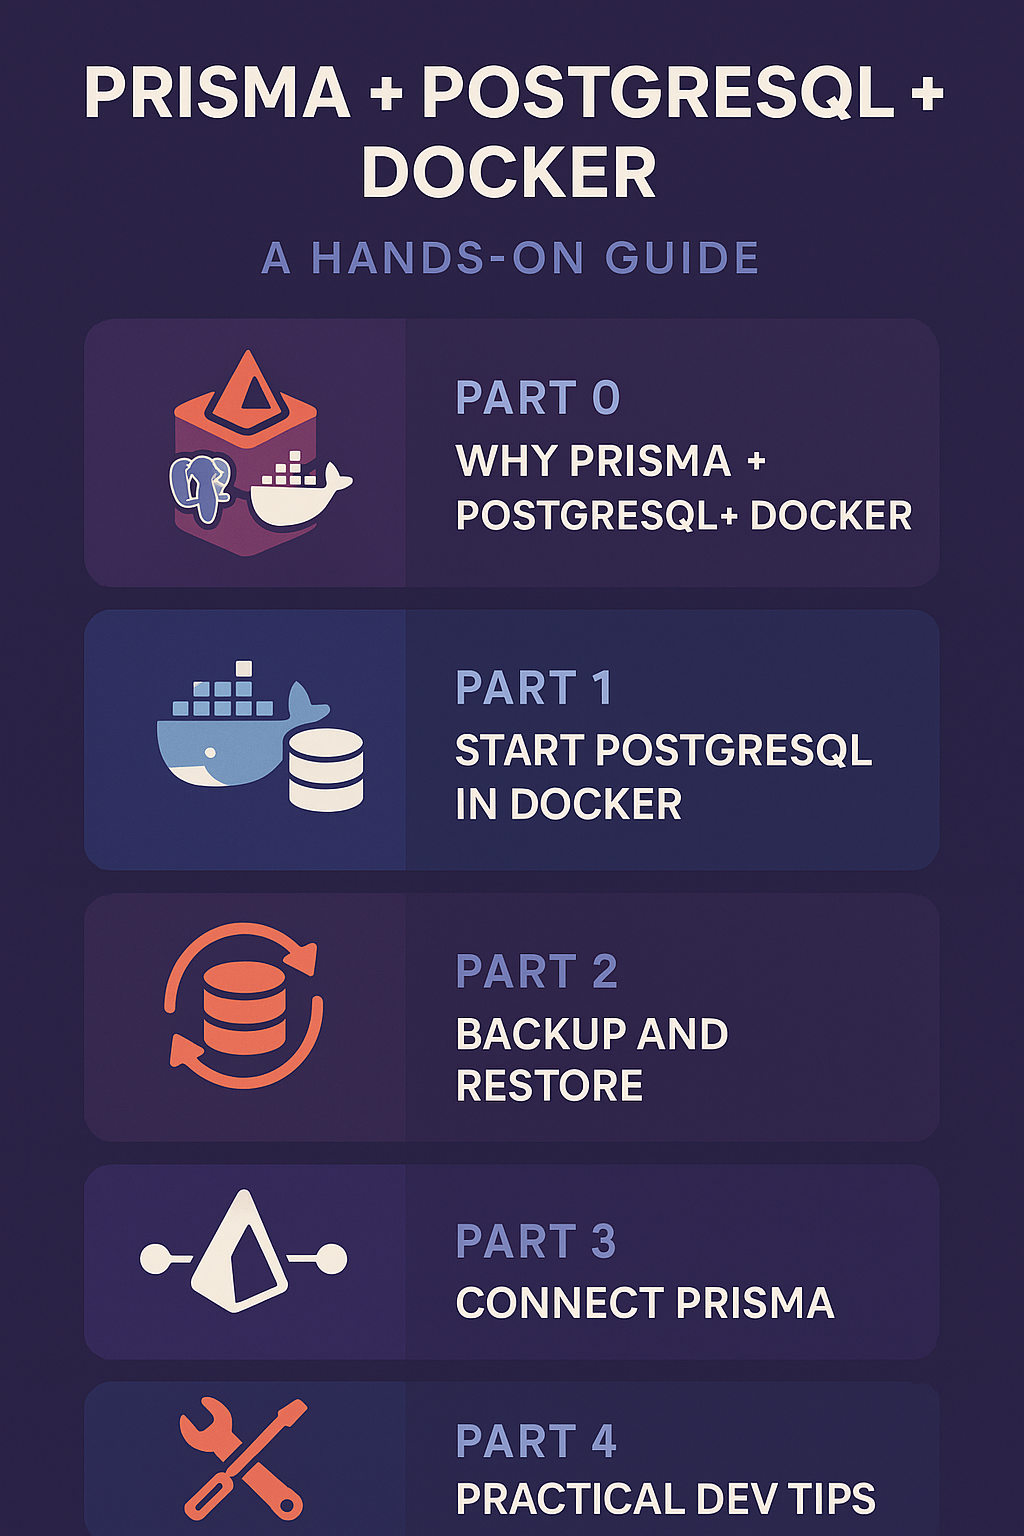 PRISMA + POSTGRESQL +
DOCKER
A HANDS-ON GUIDE
PART 0
WHY PRISMA +
POSTGRESQL+ DOCKER
PART 1
START POSTGRESQL
IN DOCKER
PART 2
BACKUP AND
RESTORE
PART 3
CONNECT PRISMA
PART 4
PRACTICAL DEV TIPS